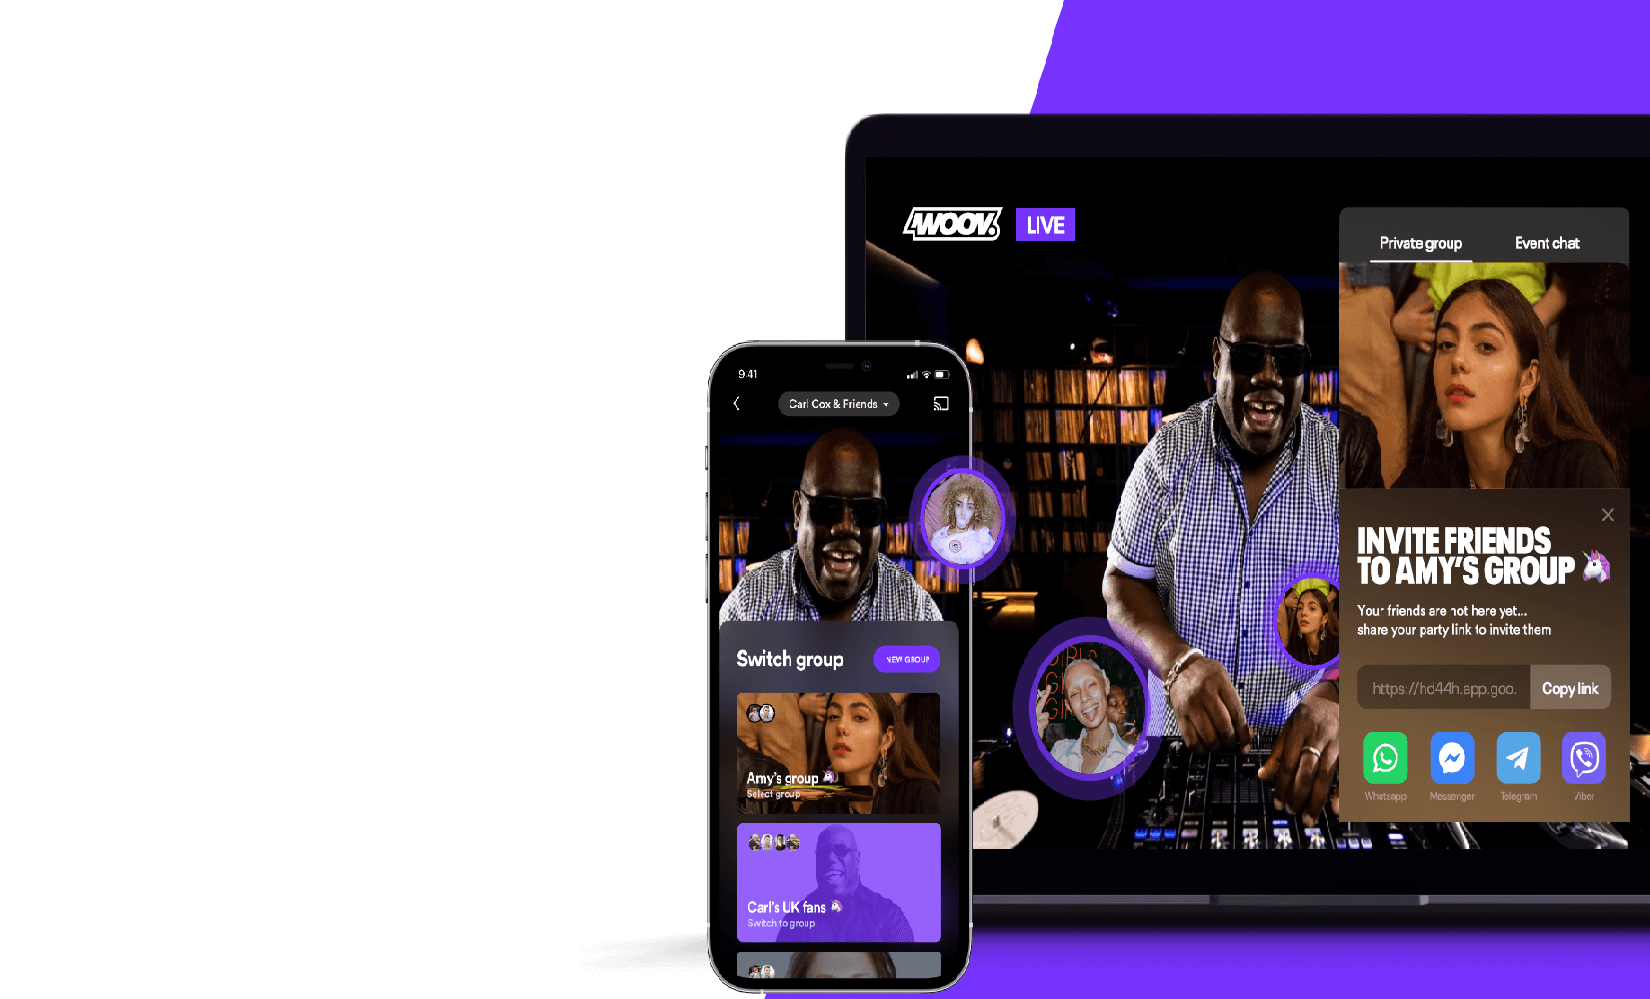 WOOV.
LIVE
Private group
Event chat
INVITE FRIENDS
TO AMY'S GROUP 🦄
Your friends are not here yet...
share your party link to invite them
https://hd44h.app.goo.
Copy link
Whatsapp
Messenger
Telegram
Viber
9:41
Carl Cox & Friends
Switch group
NEW GROUP
Amy's group 🦄
Select group
Carl's UK fans 🦄
Switch to group
GIRLS